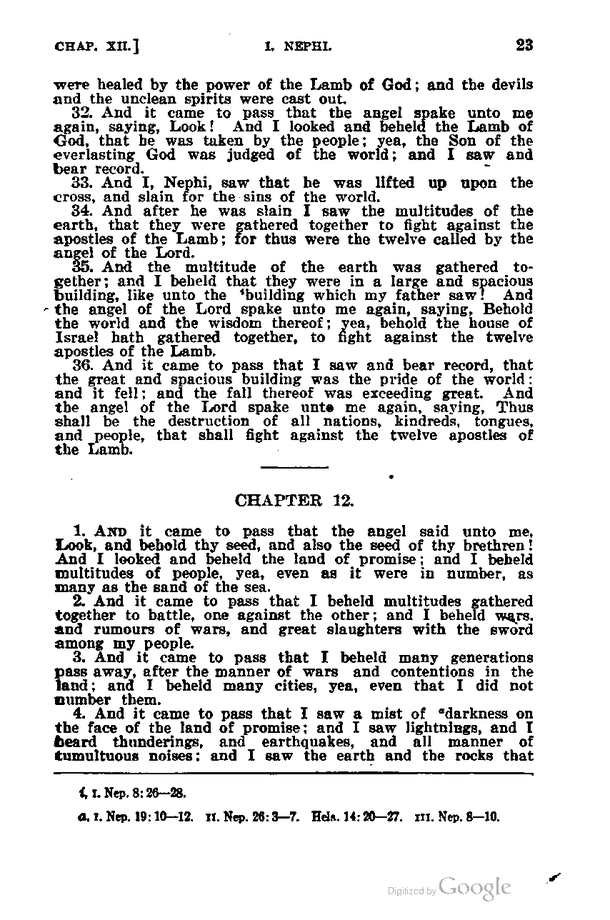 CHAP. XII.] I. NEPHI. 23
were healed by the power of the Lamb of God; and the devils
and the unclean spirits were cast out.
32. And it came to pass that the angel spake unto me
again, saying, Look! And I looked and beheld the Lamb of
God, that he was taken by the people; yea, the Son of the
everlasting God was judged of the world; and I saw and
bear record.
33. And I, Nephi, saw that he was lifted up upon the
cross, and slain for the sins of the world.
34. And after he was slain I saw the multitudes of the
earth, that they were gathered together to fight against the
apostles of the Lamb; for thus were the twelve called by the
angel of the Lord.
35. And the multitude of the earth was gathered to-
gether; and I beheld that they were in a large and spacious
building, like unto the ᶦbuilding which my father saw! And
the angel of the Lord spake unto me again, saying, Behold
the world and the wisdom thereof; yea, behold the house of
Israel hath gathered together, to fight against the twelve
apostles of the Lamb.
36. And it came to pass that I saw and bear record, that
the great and spacious building was the pride of the world:
and it fell; and the fall thereof was exceeding great. And
the angel of the Lord spake unto me again, saying, Thus
shall be the destruction of all nations, kindreds, tongues,
and people, that shall fight against the twelve apostles of
the Lamb.
CHAPTER 12.
1. AND it came to pass that the angel said unto me,
Look, and behold thy seed, and also the seed of thy brethren!
And I looked and beheld the land of promise; and I beheld
multitudes of people, yea, even as it were in number, as
many as the sand of the sea.
2. And it came to pass that I beheld multitudes gathered
together to battle, one against the other; and I beheld wars,
and rumours of wars, and great slaughters with the sword
among my people.
3. And it came to pass that I beheld many generations
pass away, after the manner of wars and contentions in the
land; and I beheld many cities, yea, even that I did not
number them.
4. And it came to pass that I saw a mist of ᵃdarkness on
the face of the land of promise; and I saw lightnings, and I
heard thunderings, and earthquakes, and all manner of
tumultuous noises; and I saw the earth and the rocks that
i, I. Nep. 8:26—28.
a, I. Nep. 19:10—12. II. Nep. 26:3—7. Hela. 14:20—27. III. Nep. 8—10.
Digitized by Google